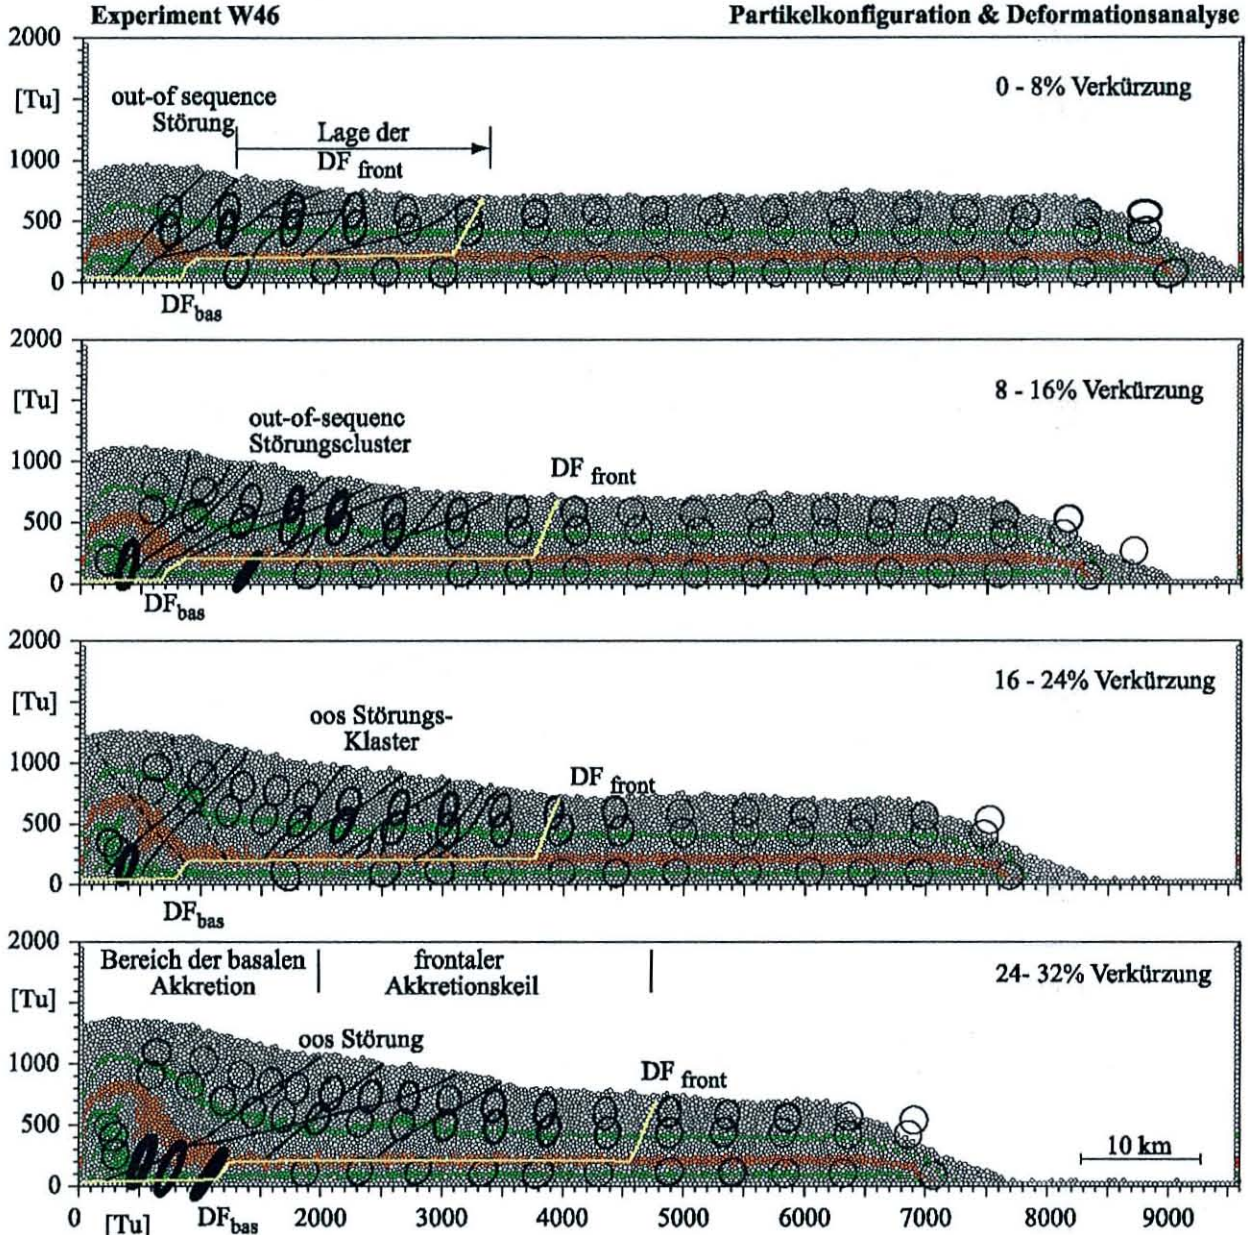 Experiment W46
Partikelkonfiguration & Deformationsanalyse
2000
[Tu]
1000
500
0
out-of sequence
Störung
Lage der
DF front
0 - 8% Verkürzung
DFbas
2000
[Tu]
1000
500
0
out-of-sequenc
Störungscluster
DF front
8 - 16% Verkürzung
DFbas
2000
[Tu]
1000
500
0
oos Störungs-
Klaster
DF front
16 - 24% Verkürzung
DFbas
2000
[Tu]
1000
500
0
Bereich der basalen
Akkretion
frontaler
Akkretionskeil
24- 32% Verkürzung
oos Störung
DF front
10 km
0 [Tu] DFbas 2000 3000 4000 5000 6000 7000 8000 9000